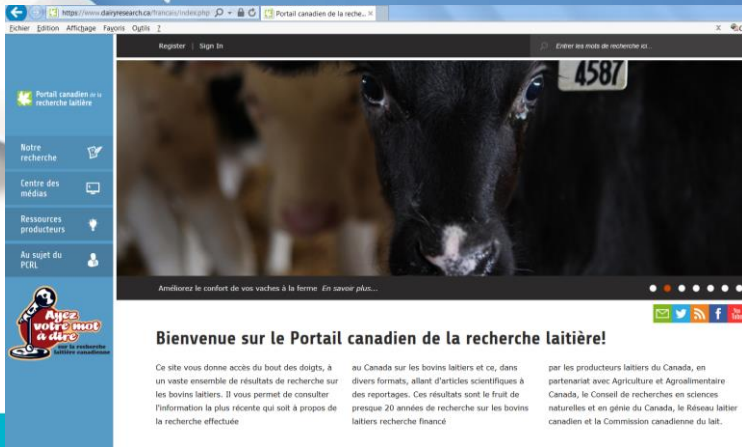 https://www.dairyresearch.ca/francais/index.php
Portail canadien de la reche...
Fichier Edition Affichage Favoris Outils ?
Register | Sign In
Entrer les mots de recherche ici...
4587
Portail canadien de la
recherche laitière
Notre
recherche
Centre des
médias
Ressources
producteurs
Au sujet du
PCRL
Améliorez le confort de vos vaches à la ferme En savoir plus...
Ayez
votre mot
à dire
sur la recherche
laitière canadienne
You
Bienvenue sur le Portail canadien de la recherche laitière!
Ce site vous donne accès du bout des doigts, à
un vaste ensemble de résultats de recherche sur
les bovins laitiers. Il vous permet de consulter
l'information la plus récente qui soit à propos de
la recherche effectuée
au Canada sur les bovins laitiers et ce, dans
divers formats, allant d'articles scientifiques à
des reportages. Ces résultats sont le fruit de
presque 20 années de recherche sur les bovins
laitiers recherche financé
par les producteurs laitiers du Canada, en
partenariat avec Agriculture et Agroalimentaire
Canada, le Conseil de recherches en sciences
naturelles et en génie du Canada, le Réseau laitier
canadien et la Commission canadienne du lait.